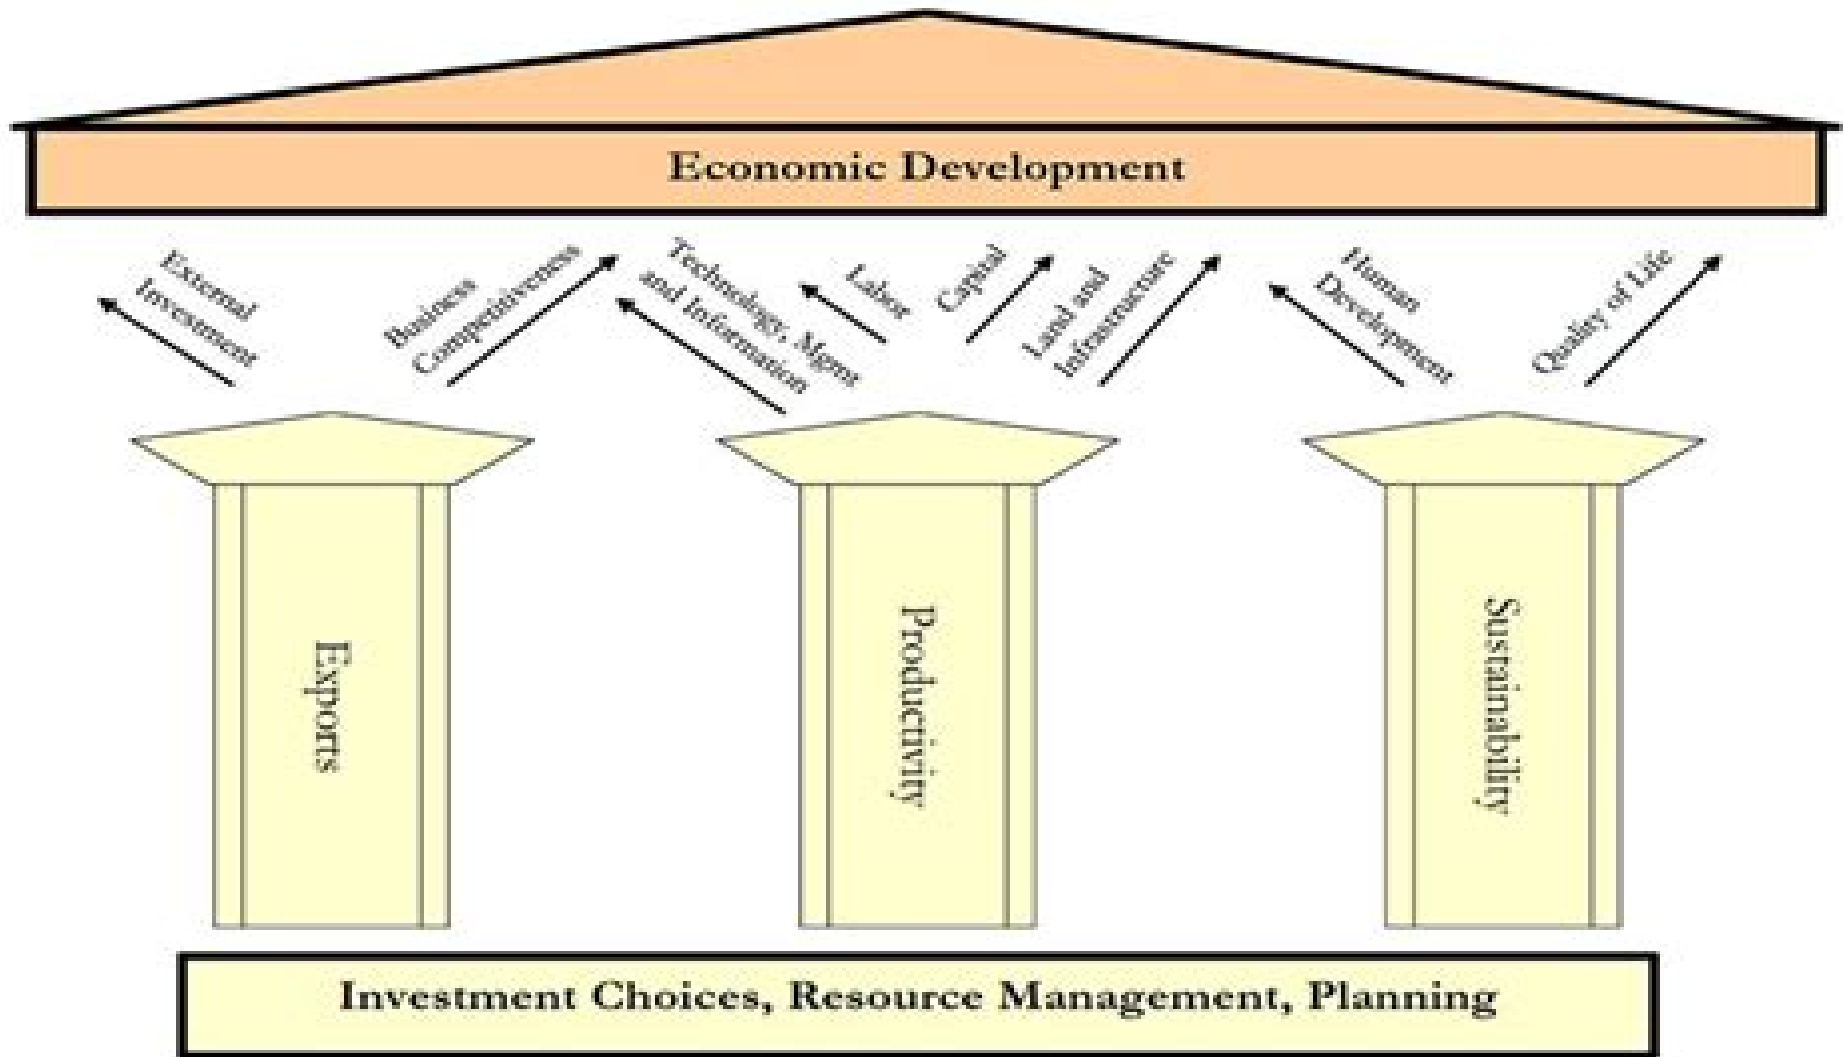 Economic Development
External
Investment
Business
Competitiveness
Technology, Mgmt
and Information
Labor
Capital
Land and
Infrastructure
Human
Development
Quality of Life
Exports
Productivity
Sustainability
Investment Choices, Resource Management, Planning